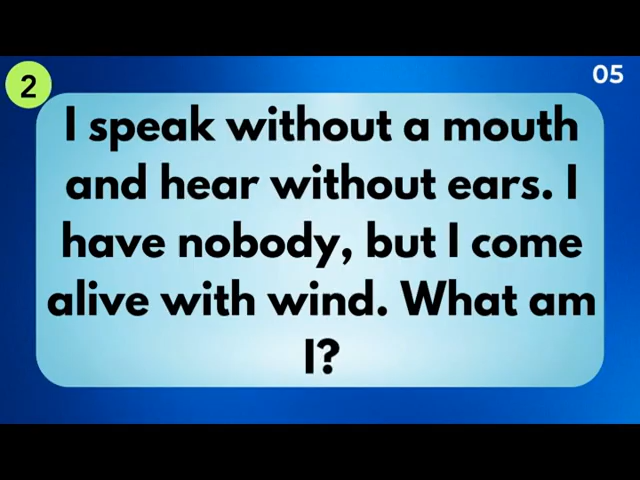 2
05
I speak without a mouth
and hear without ears. I
have nobody, but I come
alive with wind. What am
I?